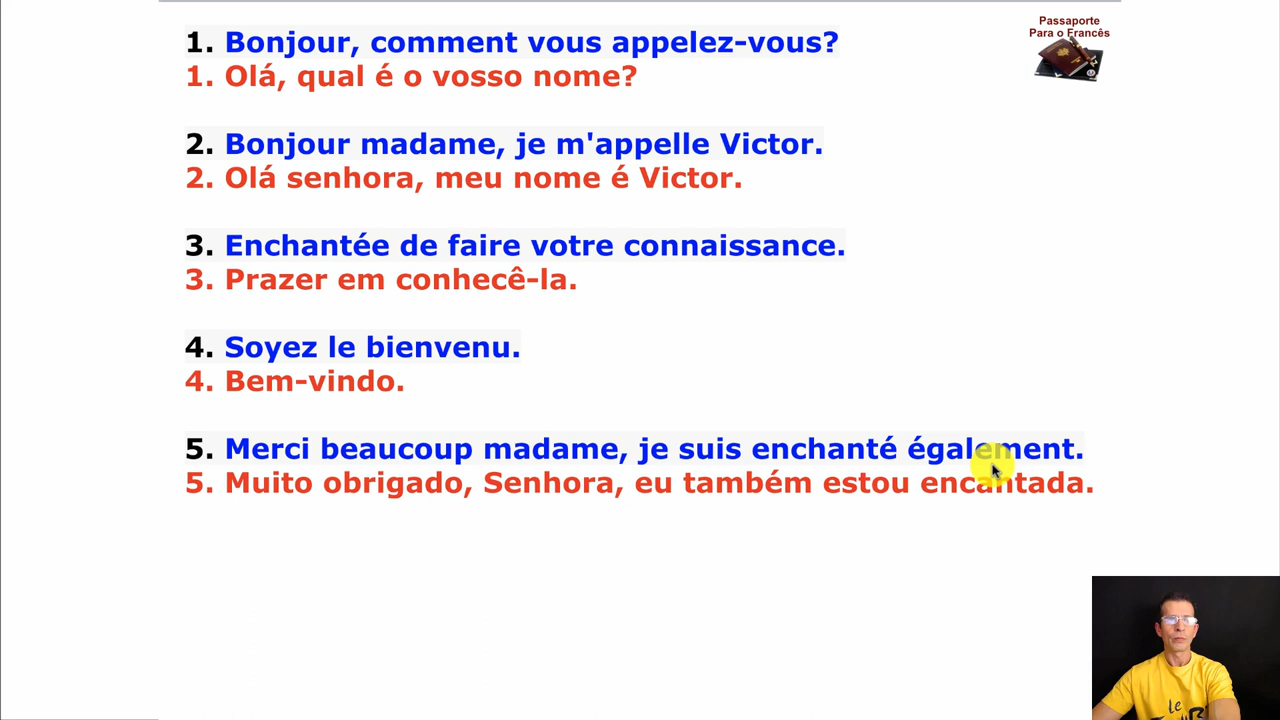 Passaporte
Para o Francês
1. Bonjour, comment vous appelez-vous?
1. Olá, qual é o vosso nome?
2. Bonjour madame, je m'appelle Victor.
2. Olá senhora, meu nome é Victor.
3. Enchantée de faire votre connaissance.
3. Prazer em conhecê-la.
4. Soyez le bienvenu.
4. Bem-vindo.
5. Merci beaucoup madame, je suis enchanté également.
5. Muito obrigado, Senhora, eu também estou encantada.
le